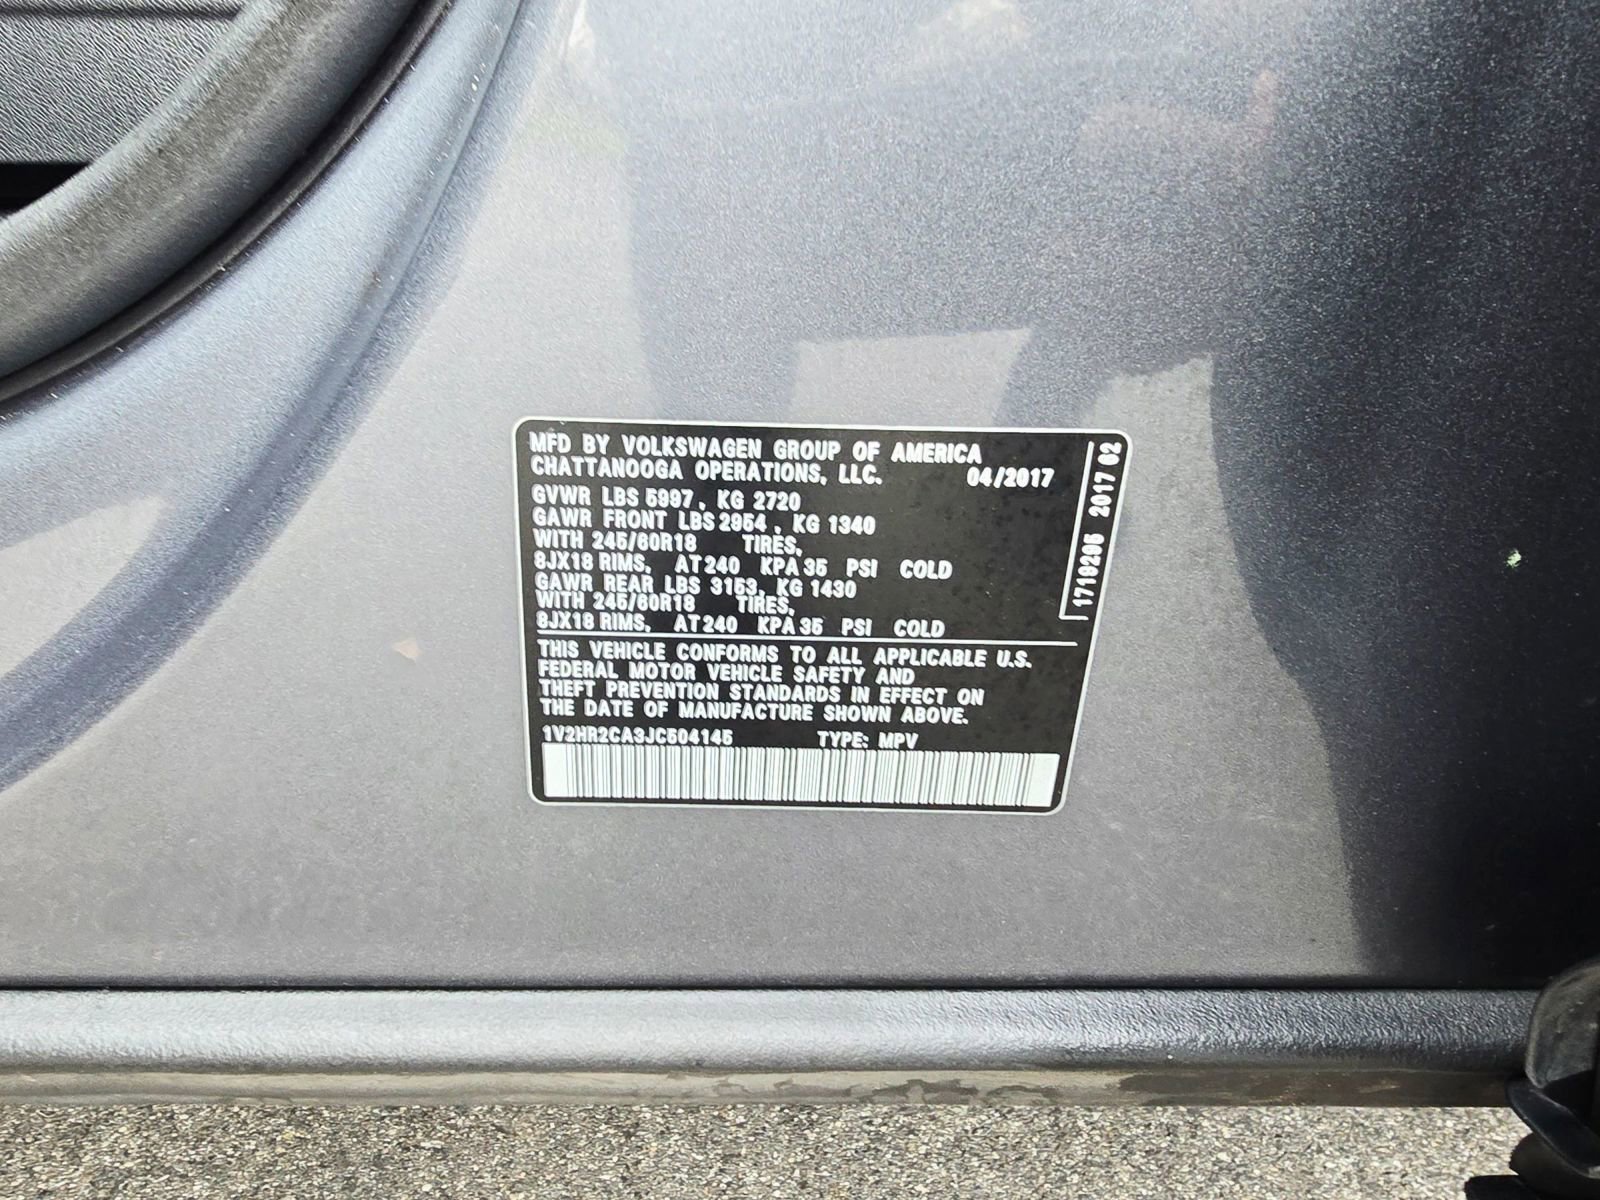 MFD BY VOLKSWAGEN GROUP OF AMERICA
CHATTANOOGA OPERATIONS, LLC. 04/2017
GVWR LBS 5997, KG 2720
GAWR FRONT LBS 2954, KG 1340
WITH 245/60R18 TIRES,
8JX18 RIMS, AT 240 KPA 35 PSI COLD
GAWR REAR LBS 3153, KG 1430
WITH 245/60R18 TIRES,
8JX18 RIMS, AT 240 KPA 35 PSI COLD
THIS VEHICLE CONFORMS TO ALL APPLICABLE U.S.
FEDERAL MOTOR VEHICLE SAFETY AND
THEFT PREVENTION STANDARDS IN EFFECT ON
THE DATE OF MANUFACTURE SHOWN ABOVE.
1V2HR2CA3JC504145 TYPE: MPV
1718295 2017 02